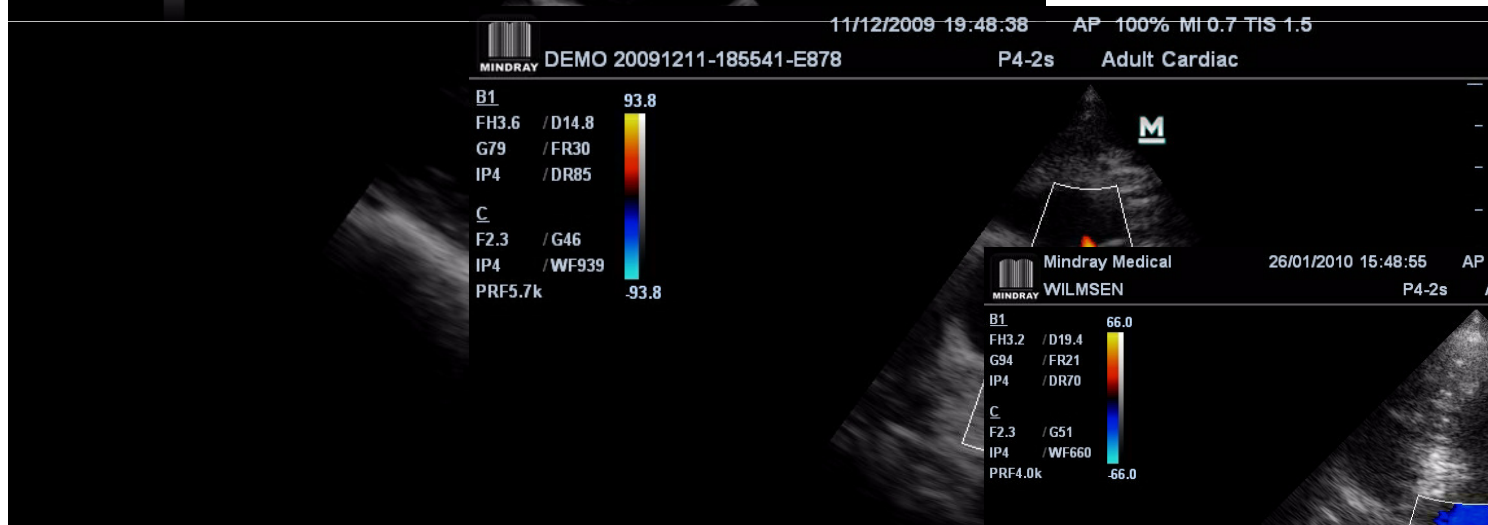 11/12/2009 19:48:38 AP 100% MI 0.7 TIS 1.5
MINDRAY DEMO 20091211-185541-E878 P4-2s Adult Cardiac
B1 93.8
FH3.6 / D14.8
G79 / FR30
IP4 / DR85
C
F2.3 / G46
IP4 / WF939
PRF5.7k -93.8
M
Mindray Medical 26/01/2010 15:48:55 AP
MINDRAY WILMSEN P4-2s
B1 66.0
FH3.2 / D19.4
G94 / FR21
IP4 / DR70
C
F2.3 / G51
IP4 / WF660
PRF4.0k -66.0